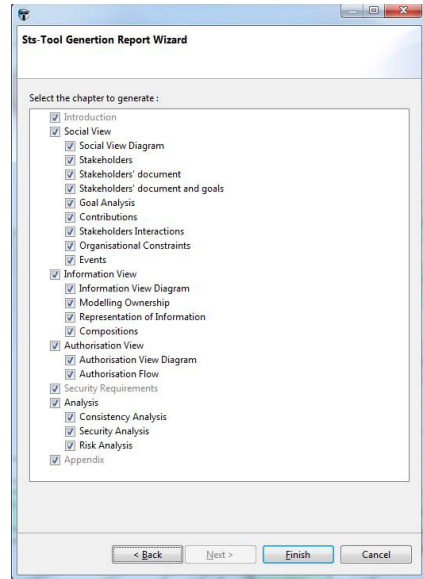 Sts-Tool Genertion Report Wizard
Select the chapter to generate :
Introduction
Social View
Social View Diagram
Stakeholders
Stakeholders' document
Stakeholders' document and goals
Goal Analysis
Contributions
Stakeholders Interactions
Organisational Constraints
Events
Information View
Information View Diagram
Modelling Ownership
Representation of Information
Compositions
Authorisation View
Authorisation View Diagram
Authorisation Flow
Security Requirements
Analysis
Consistency Analysis
Security Analysis
Risk Analysis
Appendix
< Back Next > Finish Cancel